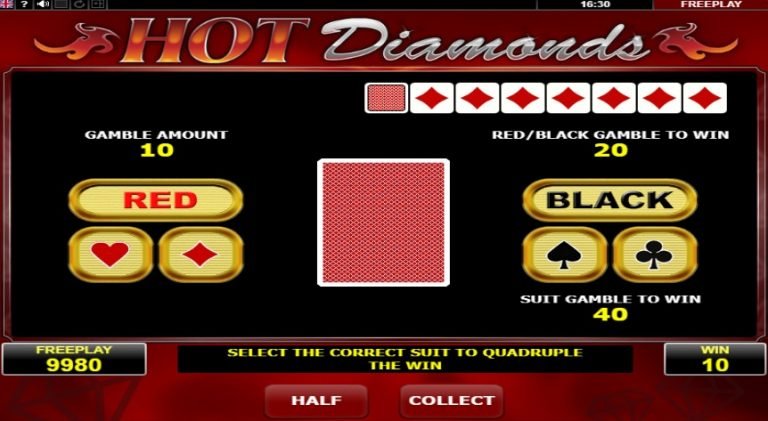 ?
16:30
FREEPLAY
HOT Diamonds
GAMBLE AMOUNT
10
RED/BLACK GAMBLE TO WIN
20
RED
BLACK
SUIT GAMBLE TO WIN
40
FREEPLAY
9980
SELECT THE CORRECT SUIT TO QUADRUPLE
THE WIN
WIN
10
HALF
COLLECT